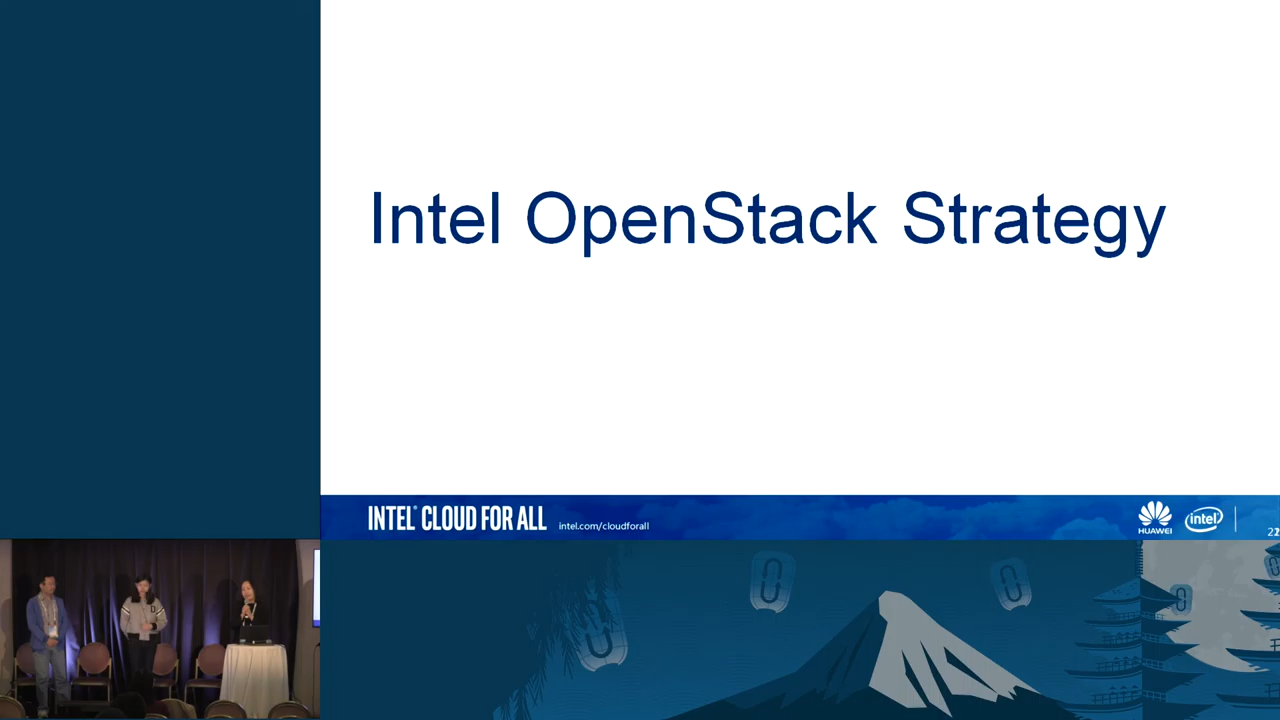 Intel OpenStack Strategy
INTEL® CLOUD FOR ALL intel.com/cloudforall
HUAWEI
intel
D